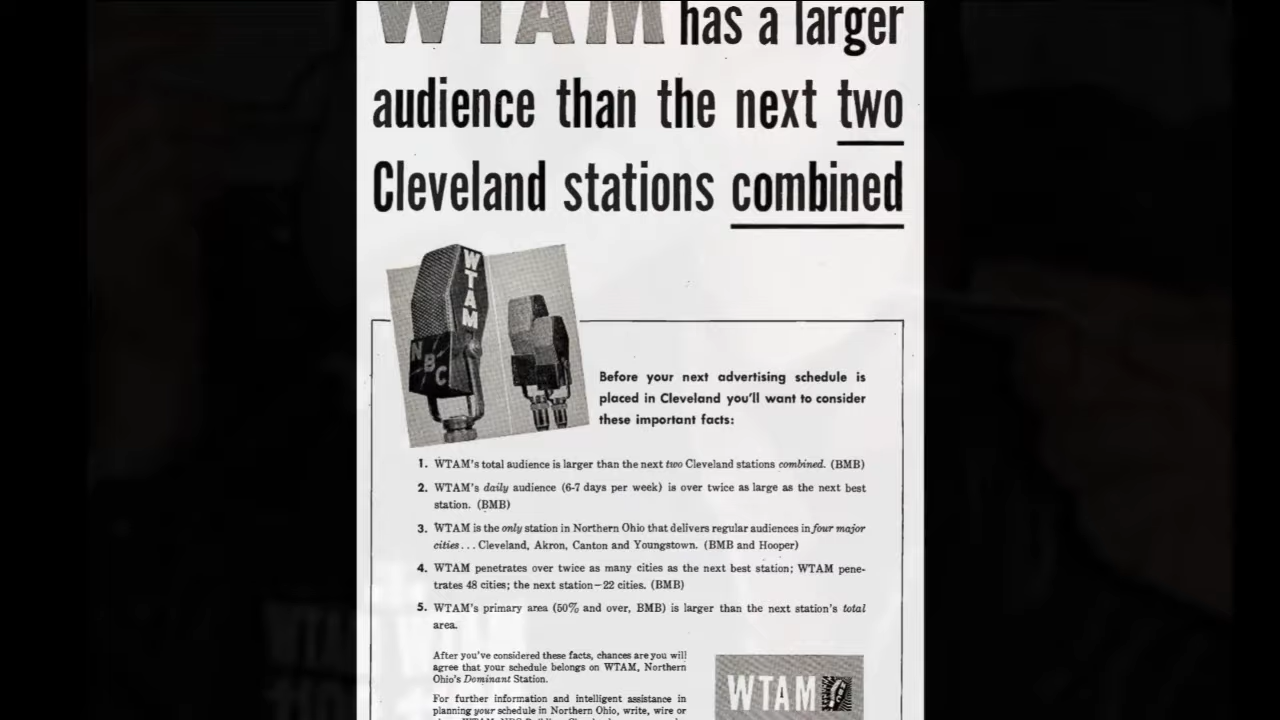 WTAM has a larger
audience than the next two
Cleveland stations combined
WTAM
NBC
Before your next advertising schedule is
placed in Cleveland you'll want to consider
these important facts:
1. WTAM's total audience is larger than the next two Cleveland stations combined. (BMB)
2. WTAM's daily audience (6-7 days per week) is over twice as large as the next best
station. (BMB)
3. WTAM is the only station in Northern Ohio that delivers regular audiences in four major
cities... Cleveland, Akron, Canton and Youngstown. (BMB and Hooper)
4. WTAM penetrates over twice as many cities as the next best station; WTAM pene-
trates 48 cities; the next station—22 cities. (BMB)
5. WTAM's primary area (50% and over, BMB) is larger than the next station's total
area.
After you've considered these facts, chances are you will
agree that your schedule belongs on WTAM, Northern
Ohio's Dominant Station.
For further information and intelligent assistance in
planning your schedule in Northern Ohio, write, wire or
WTAM